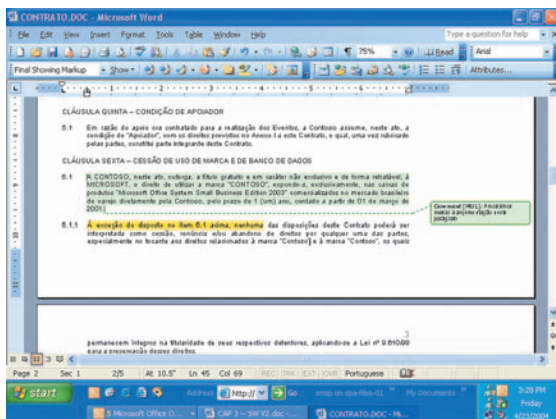 CONTRATO.DOC - Microsoft Word
File Edit View Insert Format Tools Table Window Help Type a question for help
75% Read Arial
Final Showing Markup Show Attributes...
CLÁUSULA QUINTA – CONDIÇÃO DE APOIADOR
5.1 Em razão do apoio ora contratado para a realização dos Eventos, a Contoso assume, neste ato, a
condição de "Apoiador", com os direitos previstos no Anexo I a este Contrato, o qual, uma vez rubricado
pelas partes, constitui parte integrante deste Contrato.
CLÁUSULA SEXTA – CESSÃO DE USO DE MARCA E DE BANCO DE DADOS
6.1 A CONTOSO, neste ato, outorga, a título gratuito e em caráter não exclusivo e de forma retratável, à
MICROSOFT, o direito de utilizar a marca "CONTOSO", expondo-a, exclusivamente, nas caixas de
produtos "Microsoft Office System Small Business Edition 2003" comercializados no mercado brasileiro
de varejo diretamente pela Contoso, pelo prazo de 1 (um) ano, contado a partir de 01 de março de
2001.
Comment
6.1.1 À exceção do disposto no item 6.1 acima, nenhuma das disposições deste Contrato poderá ser
interpretada como cessão, renúncia e/ou abandono de direitos por qualquer uma das partes,
especialmente no tocante aos direitos relacionados à marca "Contoso" e à marca "Contoso", os quais
3
permanecem íntegros na titularidade de seus respectivos detentores, aplicando-se a Lei nº 9.610/98
para a preservação desses direitos.
Page 2 Sec 1 2/5 At 10.5" Ln 45 Col 69 REC TRK EXT OVR Portuguese
start Address http:// Go My Documents 3:28 PM
Friday
5 Microsoft Office O... CAP 3 – SW V2.doc ... CONTRATO.DOC - Mi...